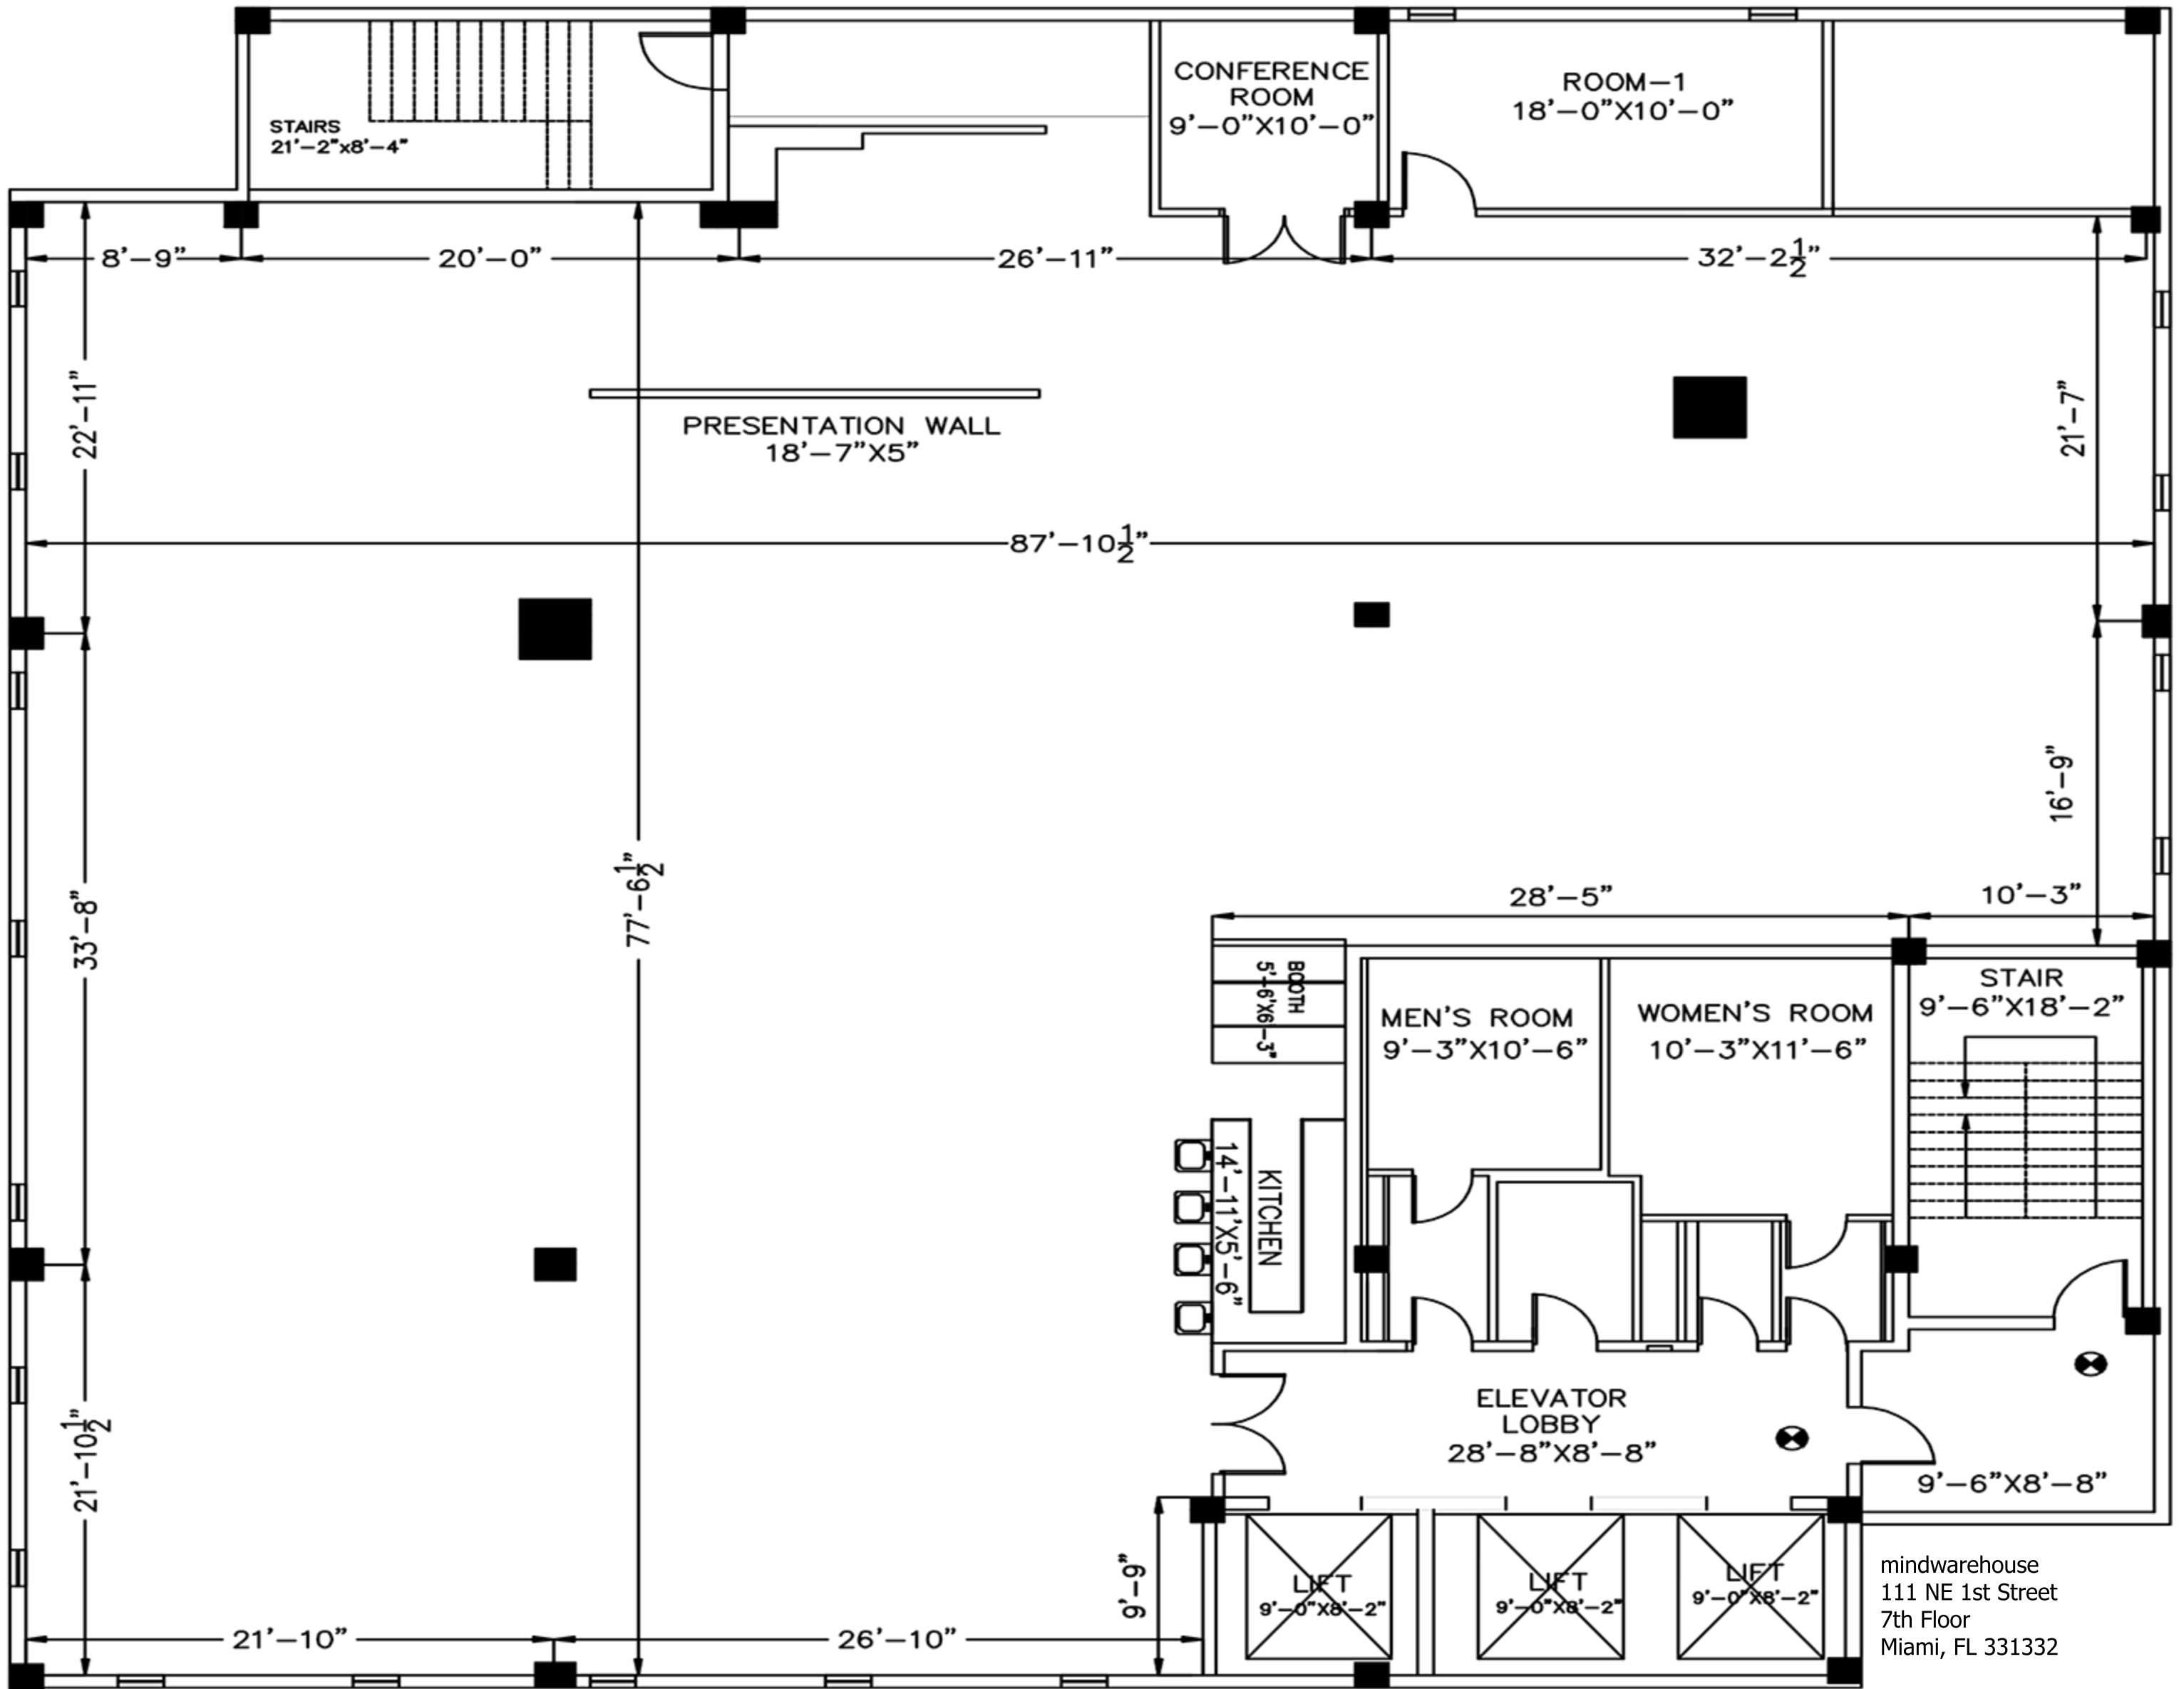 CONFERENCE
ROOM
9'-0"X10'-0"
ROOM-1
18'-0"X10'-0"
STAIRS
21'-2"x8'-4"
8'-9"
20'-0"
26'-11"
32'-2 1/2"
22'-11"
21'-7"
PRESENTATION WALL
18'-7"X5"
87'-10 1/2"
16'-9"
33'-8"
77'-6 1/2"
28'-5"
10'-3"
BOOTH
5'-6'X6'-3"
MEN'S ROOM
9'-3"X10'-6"
WOMEN'S ROOM
10'-3"X11'-6"
STAIR
9'-6"X18'-2"
KITCHEN
14'-11'X5'-6"
ELEVATOR
LOBBY
28'-8"X8'-8"
9'-6"X8'-8"
21'-10 1/2"
9'-9"
LIFT
9'-0"X8'-2"
LIFT
9'-0"X8'-2"
LIFT
9'-0"X8'-2"
21'-10"
26'-10"
mindwarehouse
111 NE 1st Street
7th Floor
Miami, FL 331332